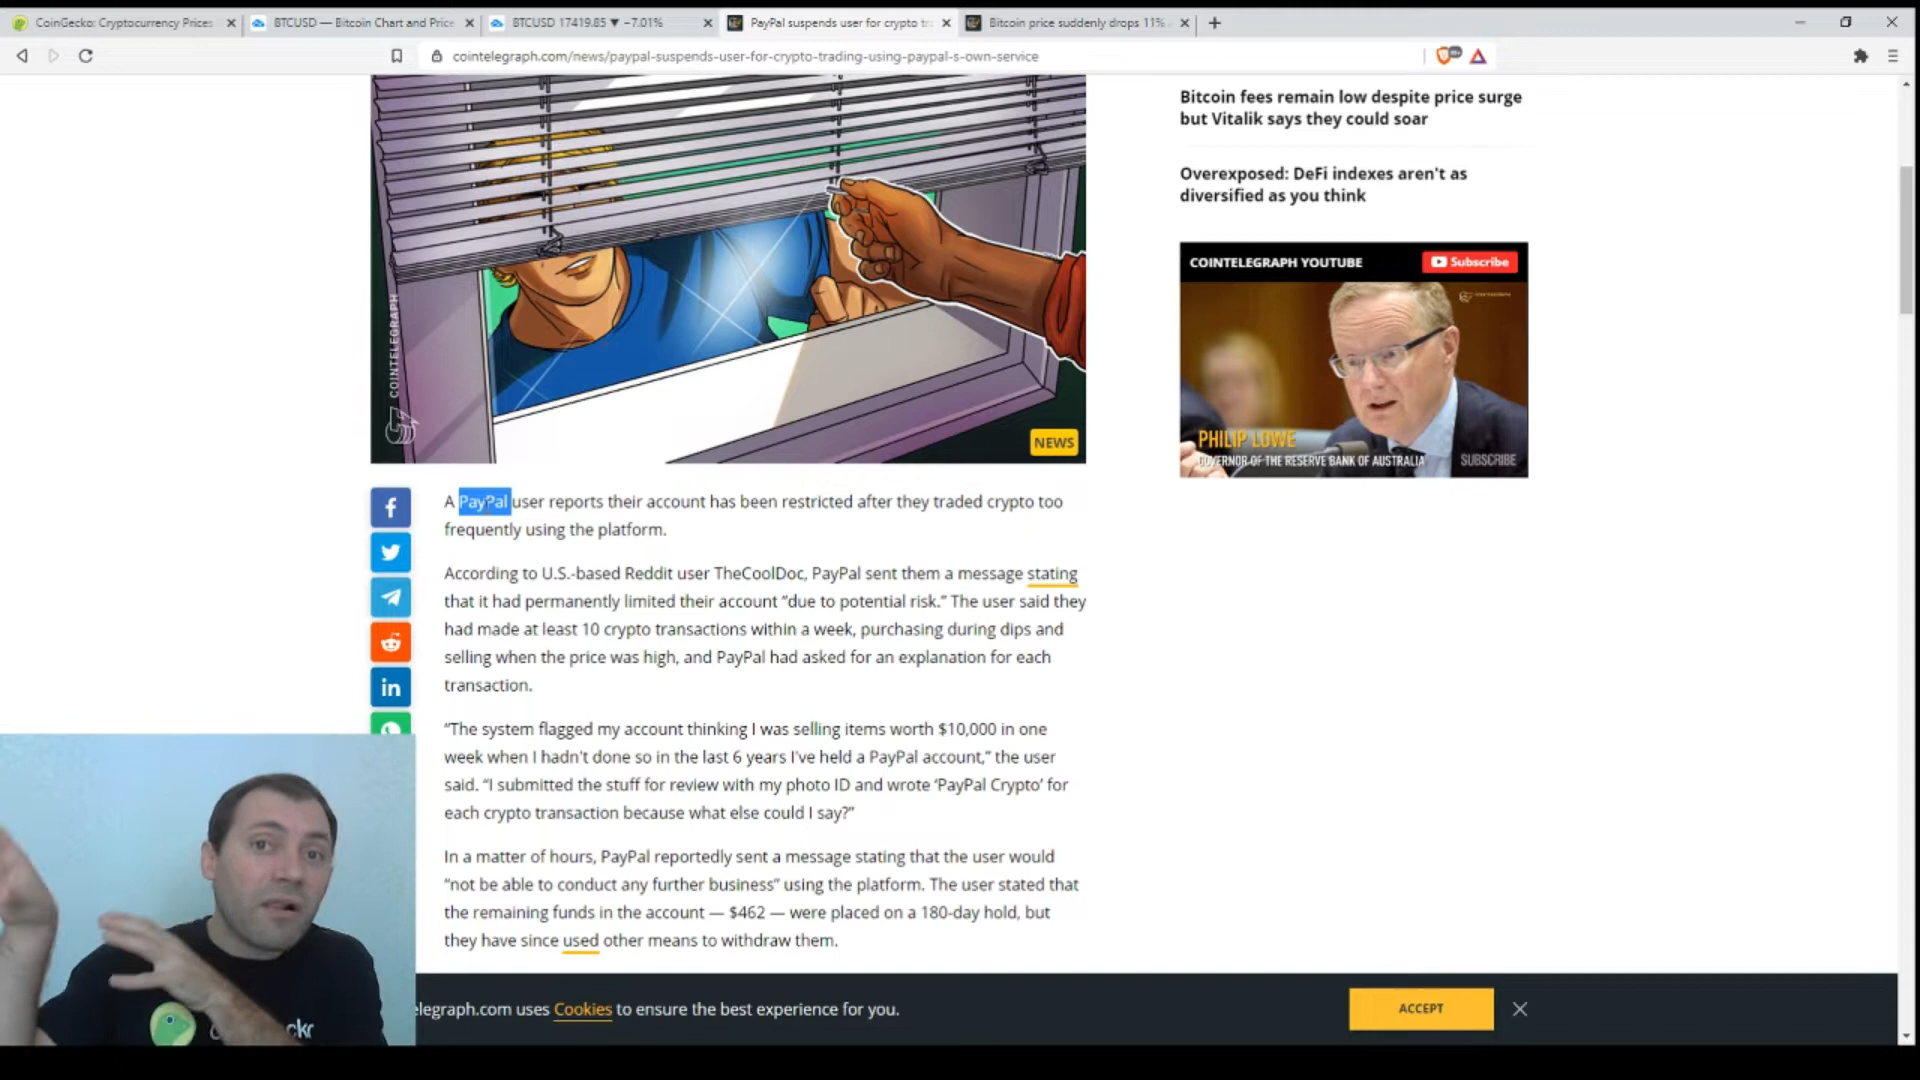 CoinGecko: Cryptocurrency Prices
BTCUSD — Bitcoin Chart and Price
BTCUSD 17419.85 ▼ −7.01%
PayPal suspends user for crypto tr
Bitcoin price suddenly drops 11%
cointelegraph.com/news/paypal-suspends-user-for-crypto-trading-using-paypal-s-own-service
Bitcoin fees remain low despite price surge
but Vitalik says they could soar
Overexposed: DeFi indexes aren't as
diversified as you think
COINTELEGRAPH YOUTUBE
Subscribe
PHILIP LOWE
GOVERNOR OF THE RESERVE BANK OF AUSTRALIA
SUBSCRIBE
COINTELEGRAPH
NEWS
A PayPal user reports their account has been restricted after they traded crypto too
frequently using the platform.
According to U.S.-based Reddit user TheCoolDoc, PayPal sent them a message stating
that it had permanently limited their account “due to potential risk.” The user said they
had made at least 10 crypto transactions within a week, purchasing during dips and
selling when the price was high, and PayPal had asked for an explanation for each
transaction.
“The system flagged my account thinking I was selling items worth $10,000 in one
week when I hadn't done so in the last 6 years I've held a PayPal account,” the user
said. “I submitted the stuff for review with my photo ID and wrote ‘PayPal Crypto’ for
each crypto transaction because what else could I say?”
In a matter of hours, PayPal reportedly sent a message stating that the user would
“not be able to conduct any further business” using the platform. The user stated that
the remaining funds in the account — $462 — were placed on a 180-day hold, but
they have since used other means to withdraw them.
elegraph.com uses Cookies to ensure the best experience for you.
ACCEPT